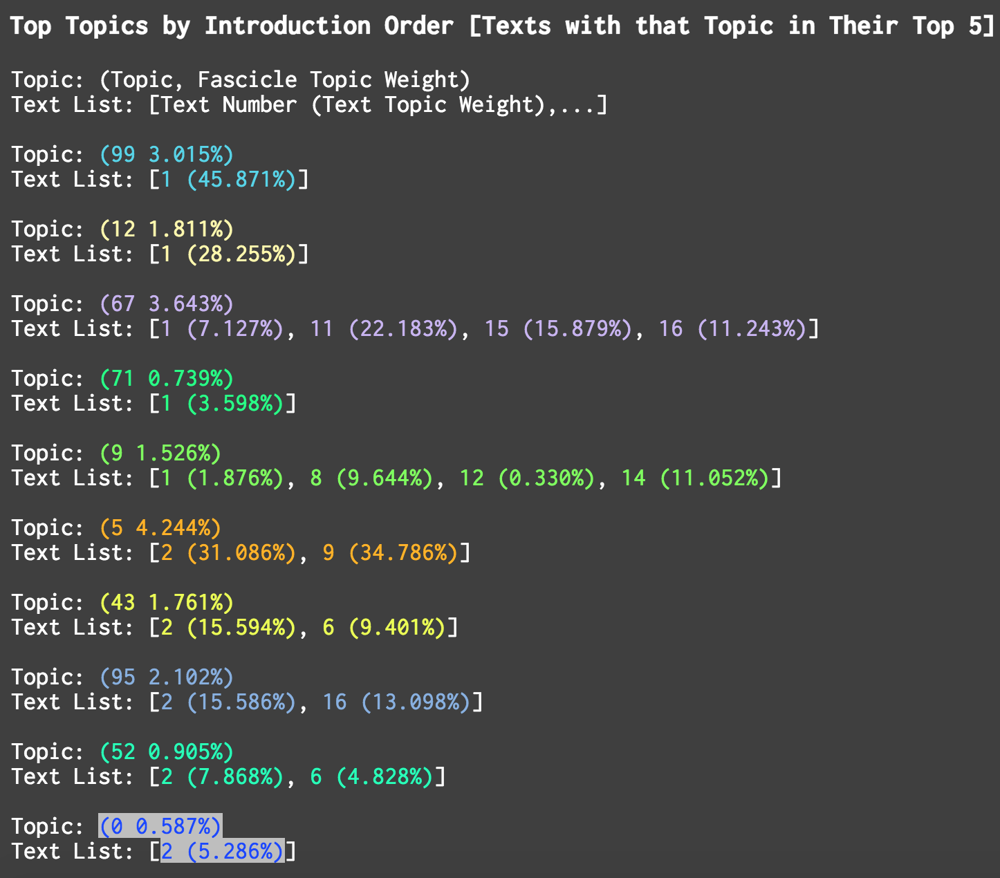 Top Topics by Introduction Order [Texts with that Topic in Their Top 5]
Topic: (Topic, Fascicle Topic Weight)
Text List: [Text Number (Text Topic Weight),...]
Topic: (99 3.015%)
Text List: [1 (45.871%)]
Topic: (12 1.811%)
Text List: [1 (28.255%)]
Topic: (67 3.643%)
Text List: [1 (7.127%), 11 (22.183%), 15 (15.879%), 16 (11.243%)]
Topic: (71 0.739%)
Text List: [1 (3.598%)]
Topic: (9 1.526%)
Text List: [1 (1.876%), 8 (9.644%), 12 (0.330%), 14 (11.052%)]
Topic: (5 4.244%)
Text List: [2 (31.086%), 9 (34.786%)]
Topic: (43 1.761%)
Text List: [2 (15.594%), 6 (9.401%)]
Topic: (95 2.102%)
Text List: [2 (15.586%), 16 (13.098%)]
Topic: (52 0.905%)
Text List: [2 (7.868%), 6 (4.828%)]
Topic: (0 0.587%)
Text List: [2 (5.286%)]